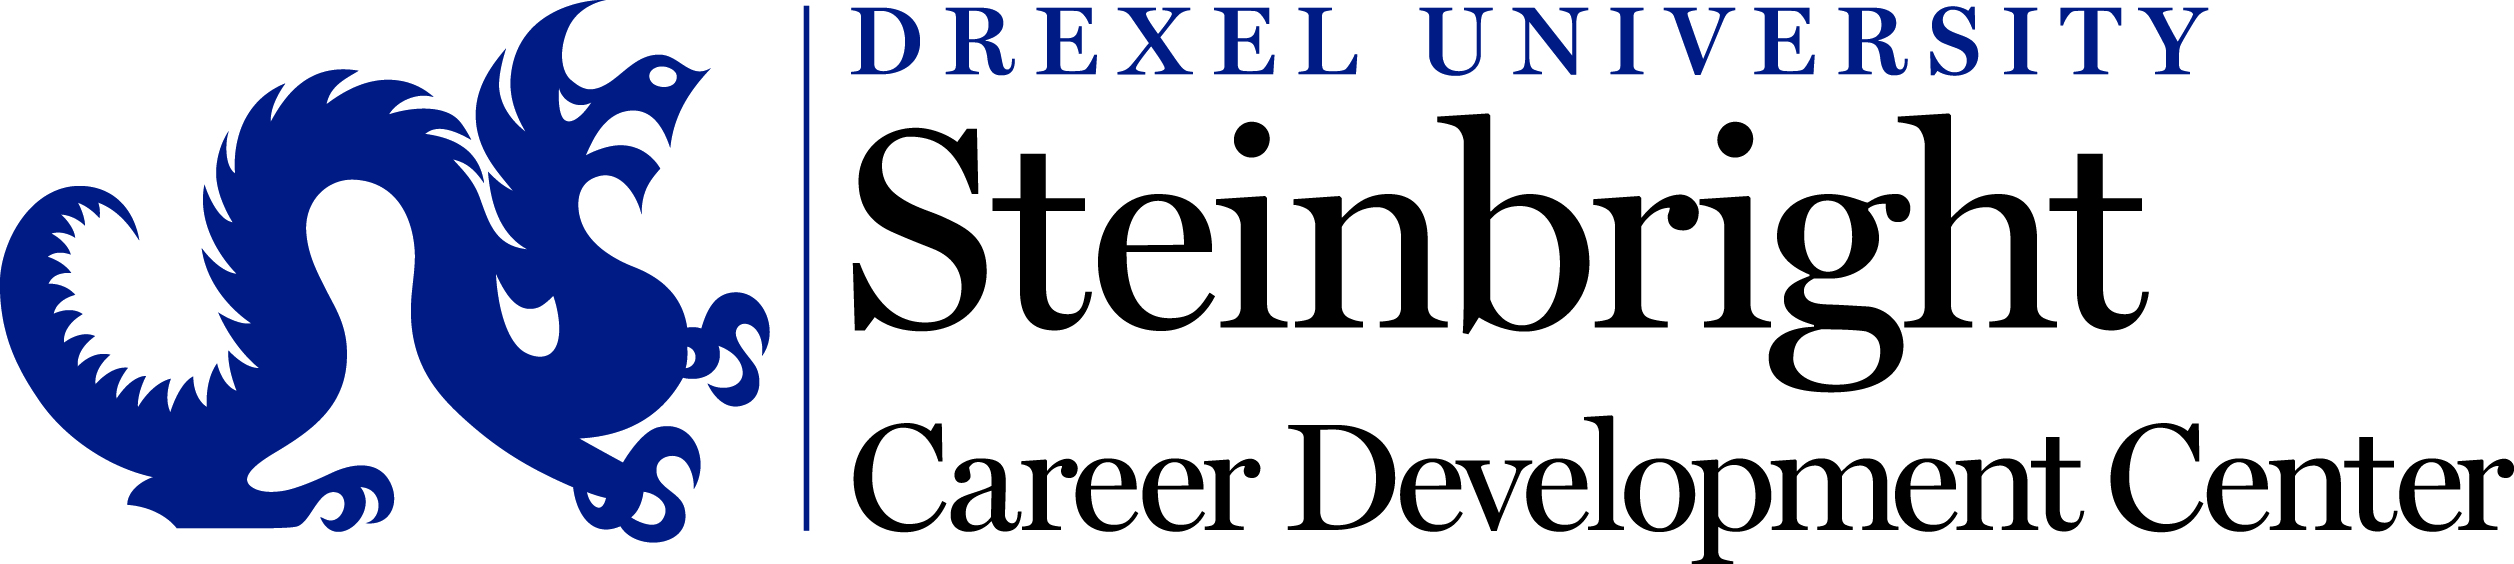 DREXEL UNIVERSITY
Steinbright
Career Development Center